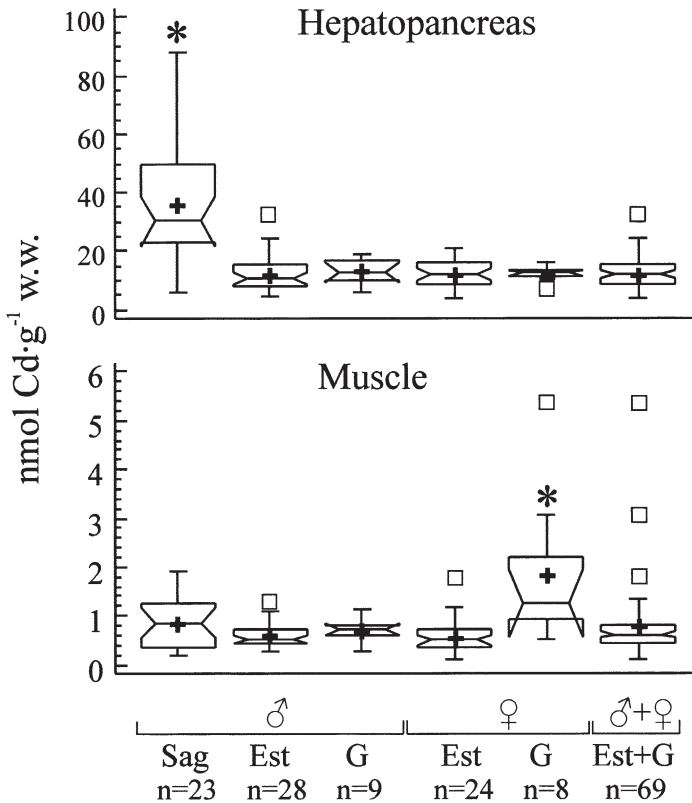 Hepatopancreas
*
100
80
60
40
20
0
nmol Cd·g⁻¹ w.w.
Muscle
*
6
5
4
3
2
1
0
♂ ♀ ♂+♀
Sag Est G Est G Est+G
n=23 n=28 n=9 n=24 n=8 n=69